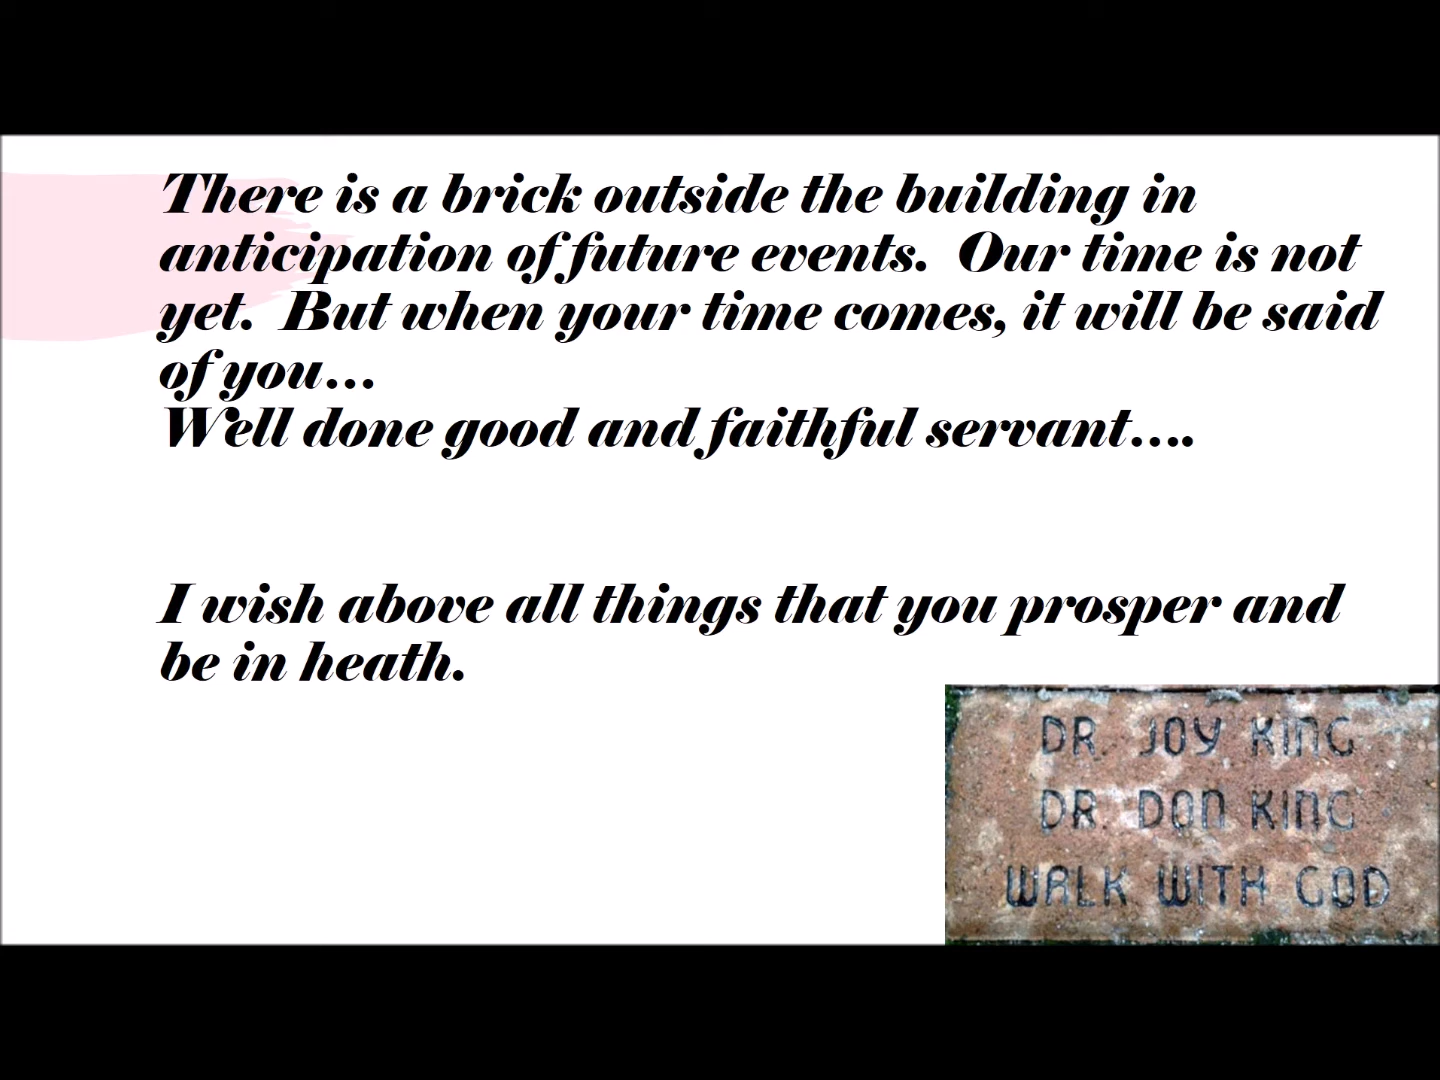 There is a brick outside the building in
anticipation of future events.  Our time is not
yet.  But when your time comes, it will be said
of you...
Well done good and faithful servant....
I wish above all things that you prosper and
be in heath.
DR JOY KING
DR DON KING
WALK WITH GOD